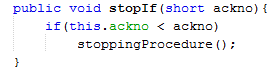 public void stopIf(short ackno){
if(this.ackno < ackno)
stoppingProcedure();
}